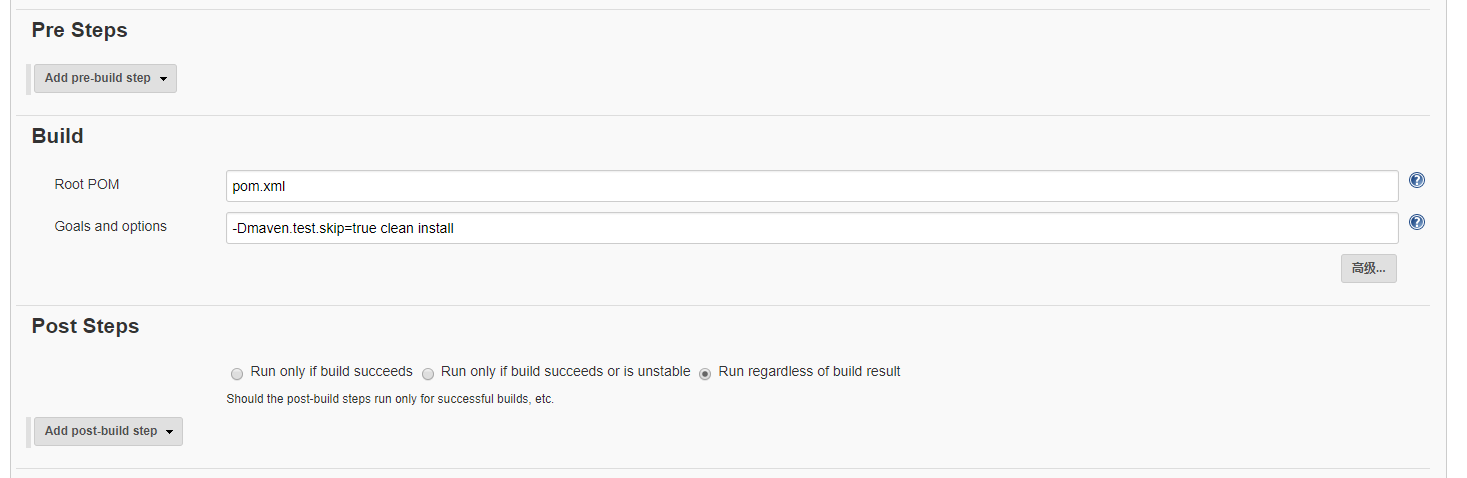 Pre Steps
Add pre-build step
Build
Root POM
pom.xml
Goals and options
-Dmaven.test.skip=true clean install
高级...
Post Steps
Run only if build succeeds Run only if build succeeds or is unstable Run regardless of build result
Should the post-build steps run only for successful builds, etc.
Add post-build step